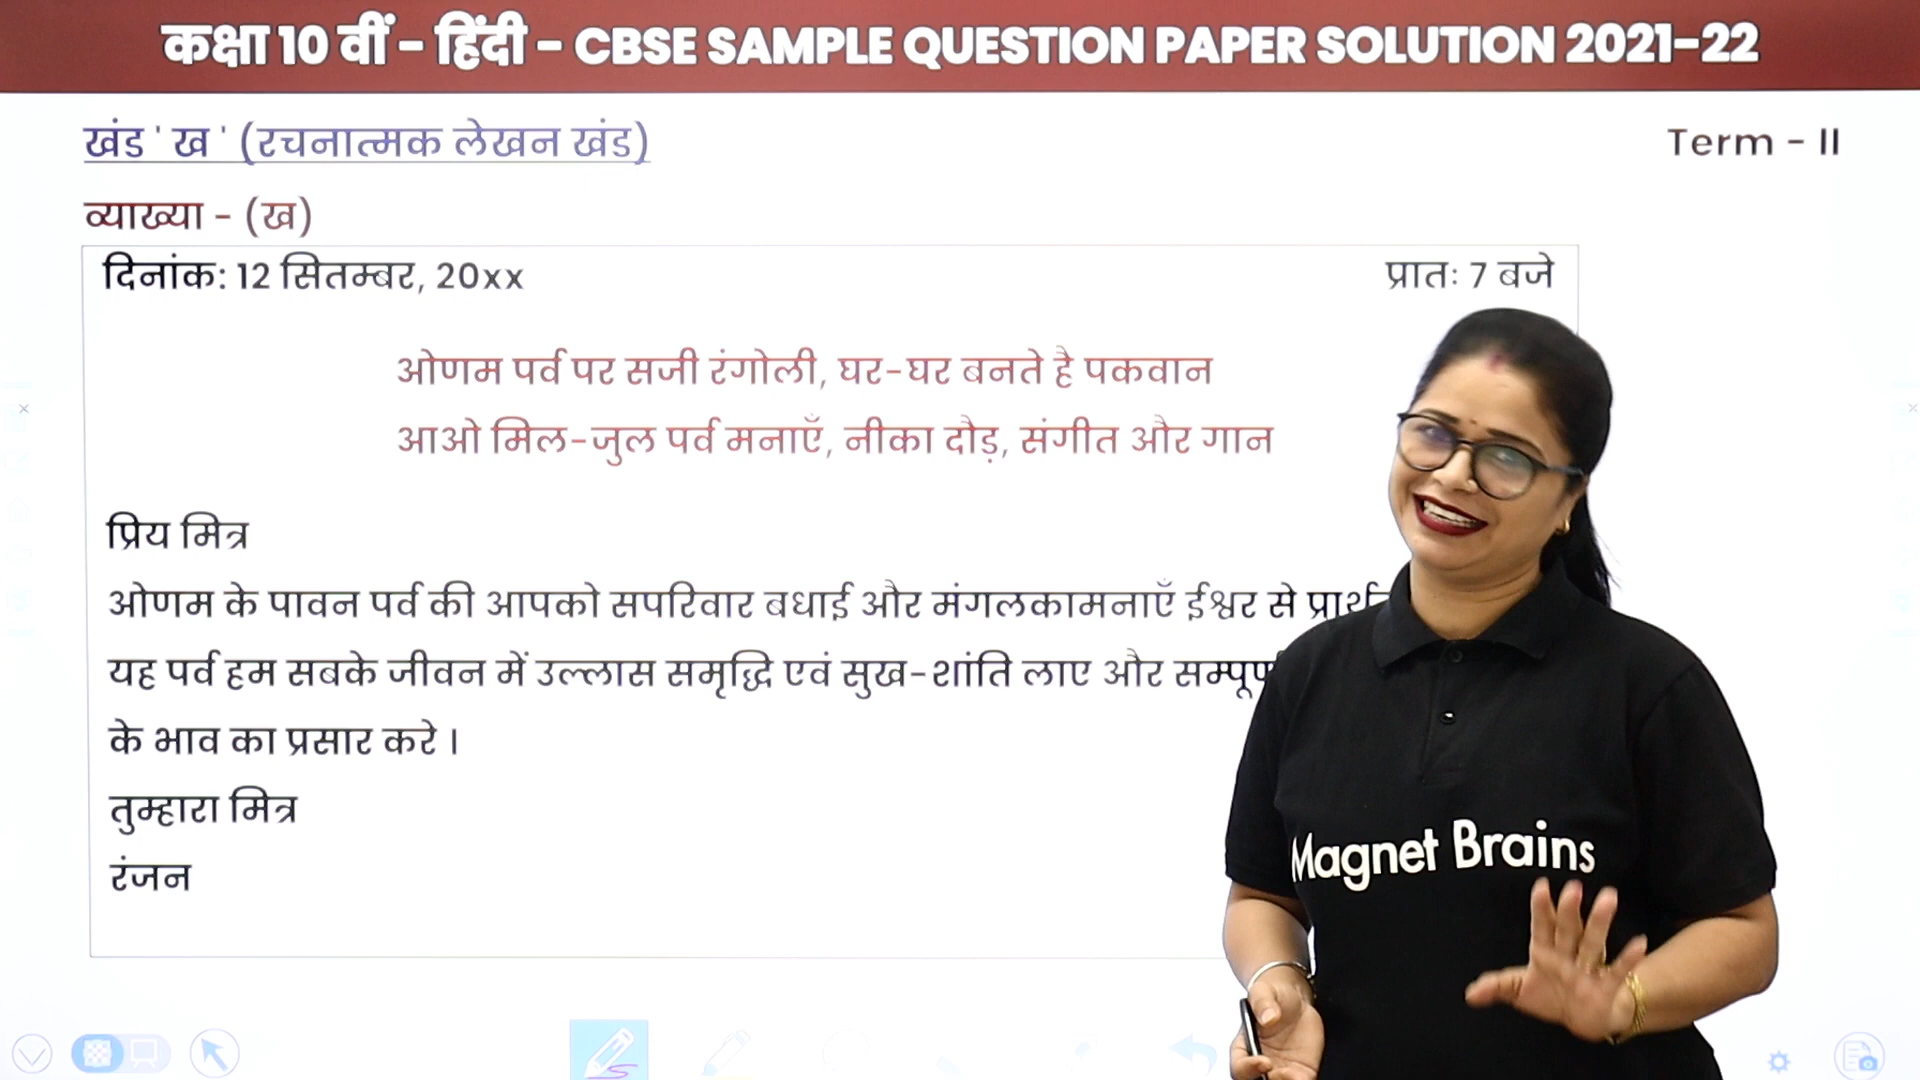 कक्षा 10 वीं - हिंदी - CBSE SAMPLE QUESTION PAPER SOLUTION 2021-22
खंड ' ख ' (रचनात्मक लेखन खंड)
Term - II
व्याख्या - (ख)
दिनांक: 12 सितम्बर, 20xx
प्रातः 7 बजे
ओणम पर्व पर सजी रंगोली, घर-घर बनते है पकवान
आओ मिल-जुल पर्व मनाएँ, नीका दौड़, संगीत और गान
प्रिय मित्र
ओणम के पावन पर्व की आपको सपरिवार बधाई और मंगलकामनाएँ ईश्वर से
यह पर्व हम सबके जीवन में उल्लास समृद्धि एवं सुख-शांति लाए और
के भाव का प्रसार करे ।
तुम्हारा मित्र
रंजन
Magnet Brains